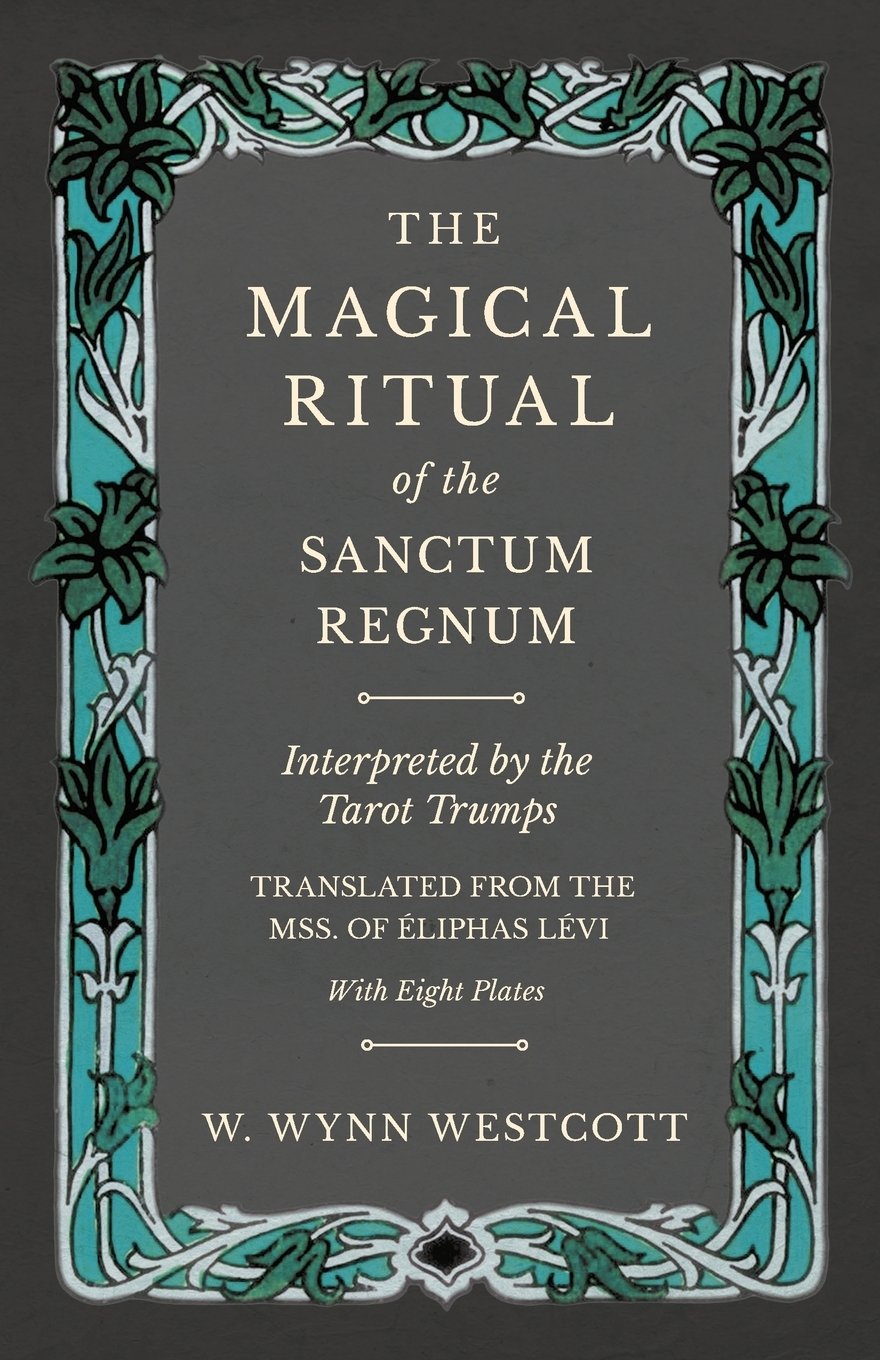 THE
MAGICAL
RITUAL
of the
SANCTUM
REGNUM
Interpreted by the
Tarot Trumps
TRANSLATED FROM THE
MSS. OF ÉLIPHAS LÉVI
With Eight Plates
W. WYNN WESTCOTT